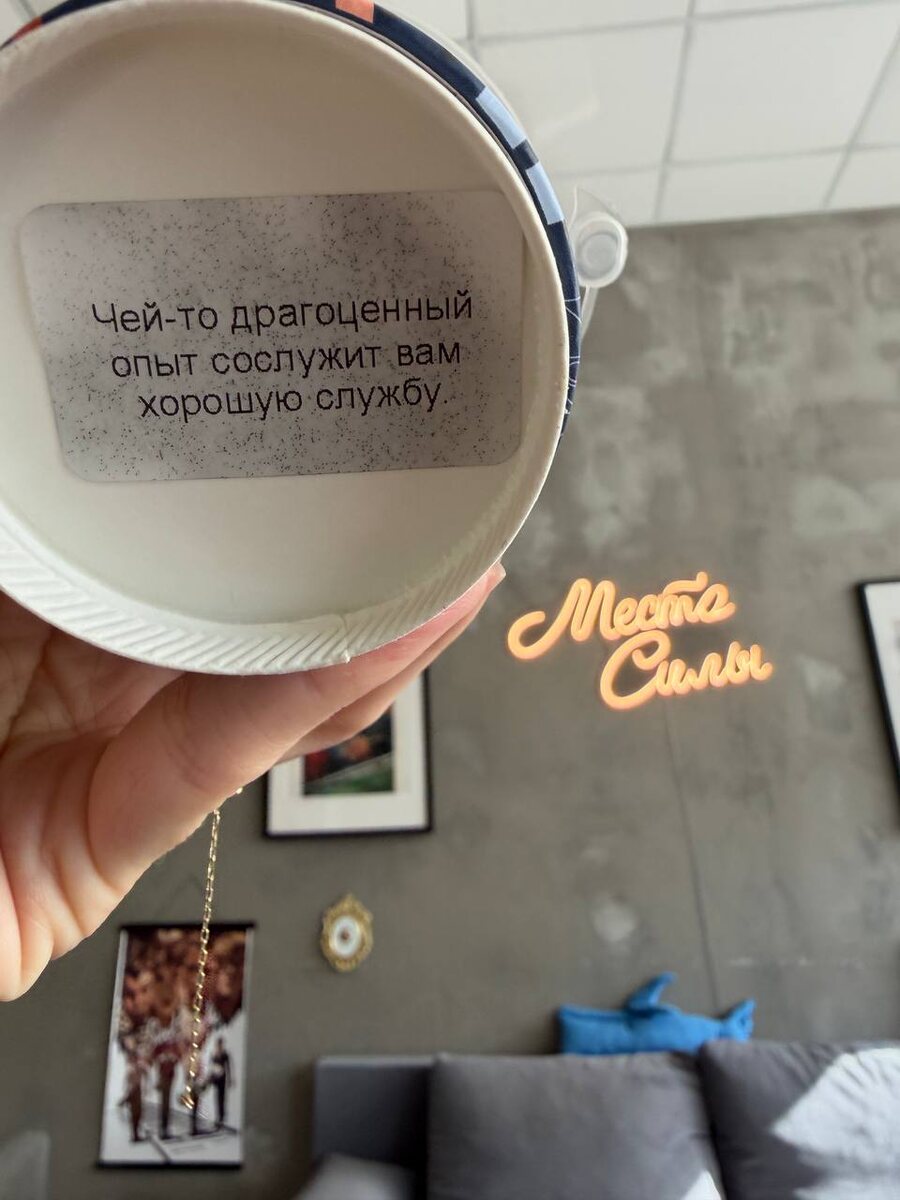 Чей-то драгоценный
опыт сослужит вам
хорошую службу.
Место
Силы